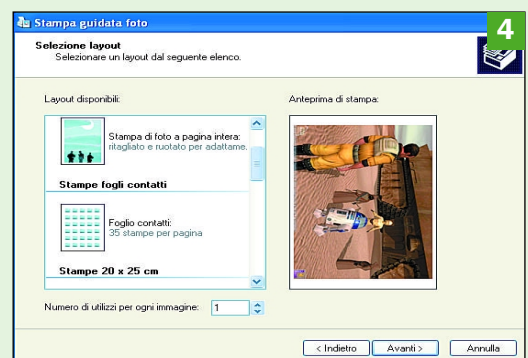 Stampa guidata foto
4
Selezione layout
Selezionare un layout dal seguente elenco.
Layout disponibili:
Stampa di foto a pagina intera:
ritagliato e ruotato per adattarne.
Stampe fogli contatti
Foglio contatti:
35 stampe per pagina
Stampe 20 x 25 cm
Numero di utilizzi per ogni immagine:
1
Anteprima di stampa:
< Indietro
Avanti >
Annulla